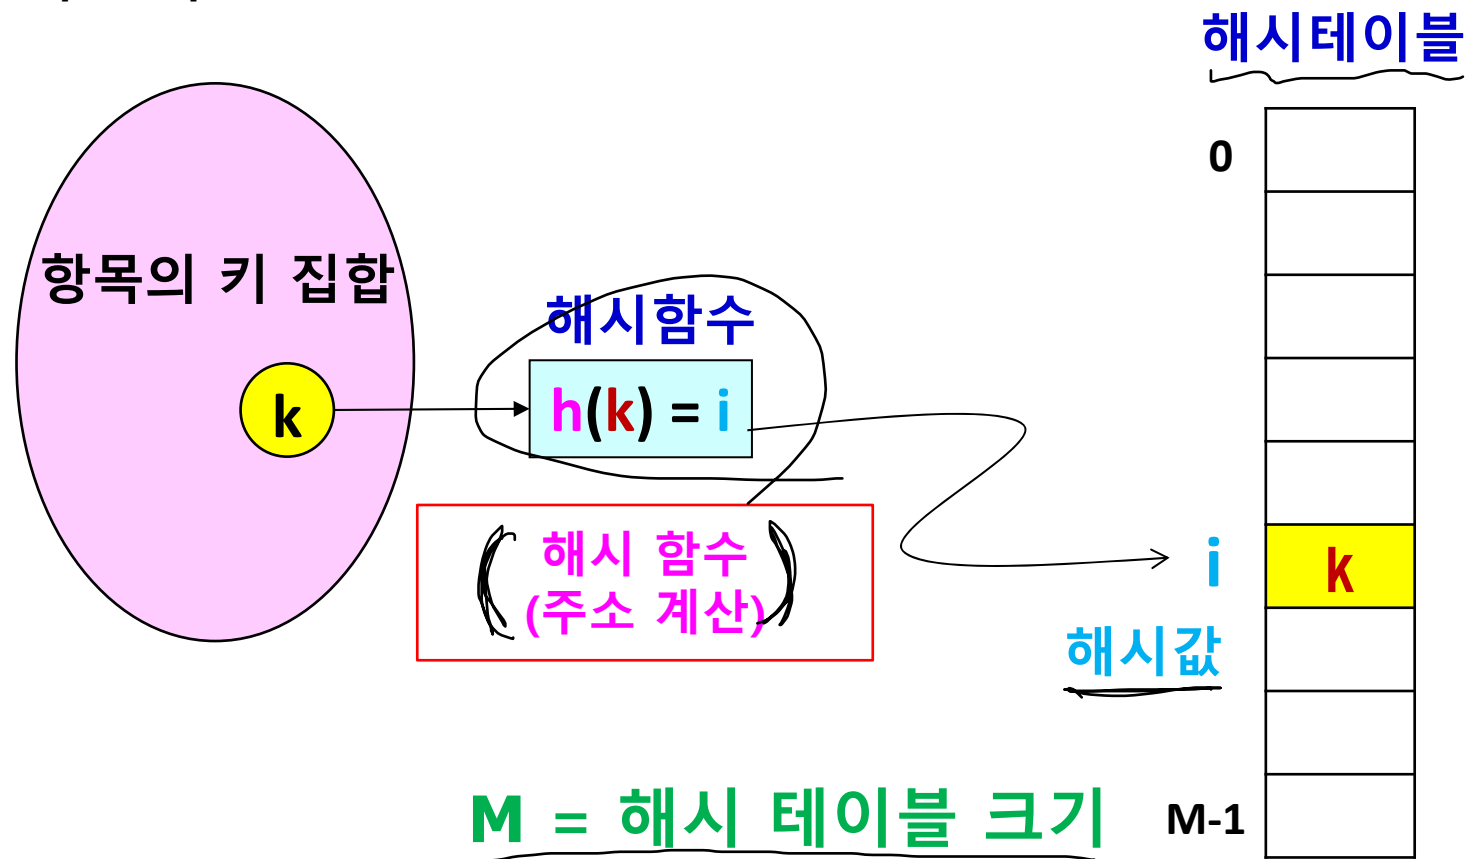 해시테이블
0
항목의 키 집합
해시함수
k
h(k) = i
해시 함수
(주소 계산)
i
k
해시값
M = 해시 테이블 크기
M-1